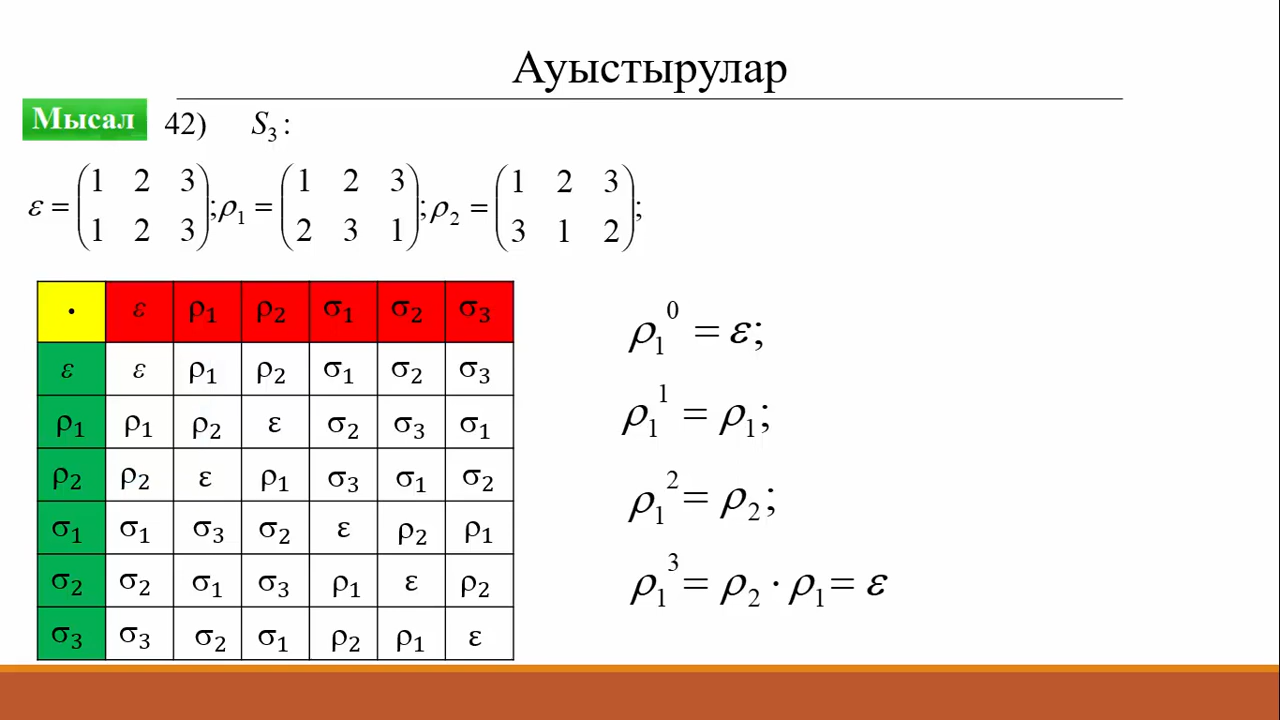 Ауыстырулар
Мысал 42) S₃ :
ε = (1 2 3; ρ₁ = (1 2 3; ρ₂ = (1 2 3;
1 2 3) 2 3 1) 3 1 2)
· ε ρ₁ ρ₂ σ₁ σ₂ σ₃
ε ε ρ₁ ρ₂ σ₁ σ₂ σ₃
ρ₁ ρ₁ ρ₂ ε σ₂ σ₃ σ₁
ρ₂ ρ₂ ε ρ₁ σ₃ σ₁ σ₂
σ₁ σ₁ σ₃ σ₂ ε ρ₂ ρ₁
σ₂ σ₂ σ₁ σ₃ ρ₁ ε ρ₂
σ₃ σ₃ σ₂ σ₁ ρ₂ ρ₁ ε
ρ₁⁰ = ε;
ρ₁¹ = ρ₁;
ρ₁² = ρ₂;
ρ₁³ = ρ₂ · ρ₁ = ε